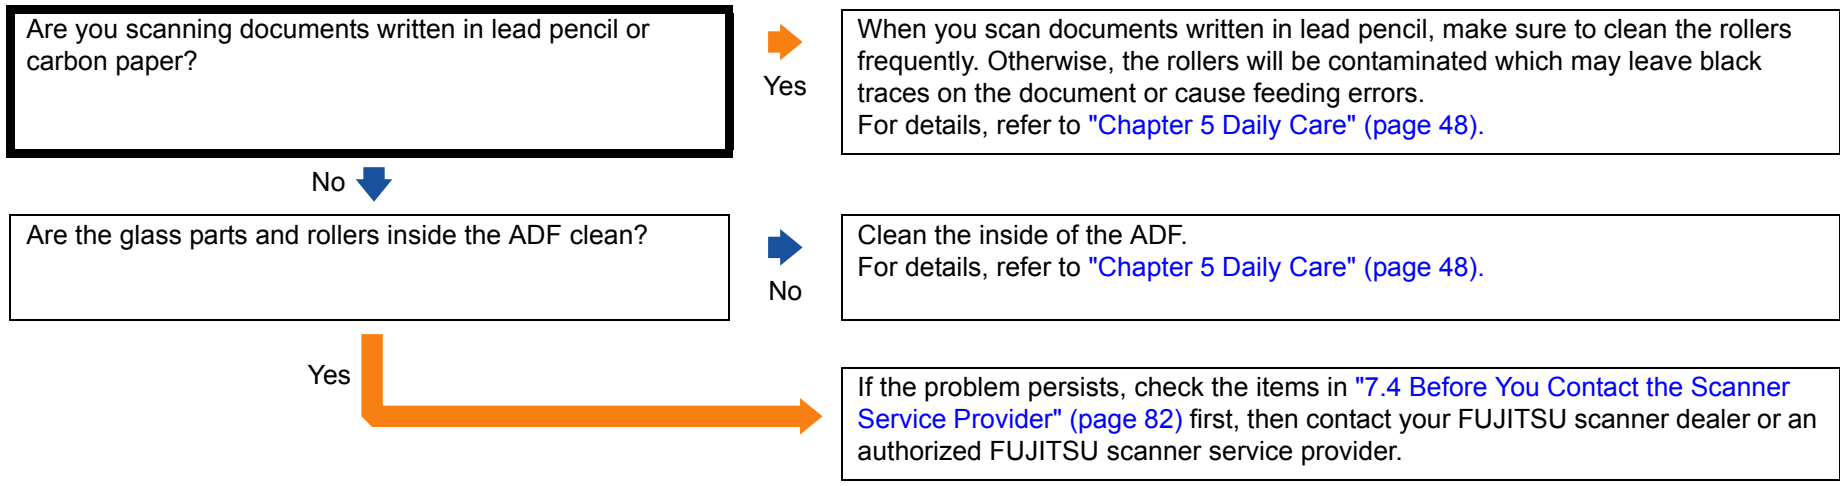 Are you scanning documents written in lead pencil or
carbon paper?
Yes
When you scan documents written in lead pencil, make sure to clean the rollers
frequently. Otherwise, the rollers will be contaminated which may leave black
traces on the document or cause feeding errors.
For details, refer to "Chapter 5 Daily Care" (page 48).
No
Are the glass parts and rollers inside the ADF clean?
No
Clean the inside of the ADF.
For details, refer to "Chapter 5 Daily Care" (page 48).
Yes
If the problem persists, check the items in "7.4 Before You Contact the Scanner
Service Provider" (page 82) first, then contact your FUJITSU scanner dealer or an
authorized FUJITSU scanner service provider.